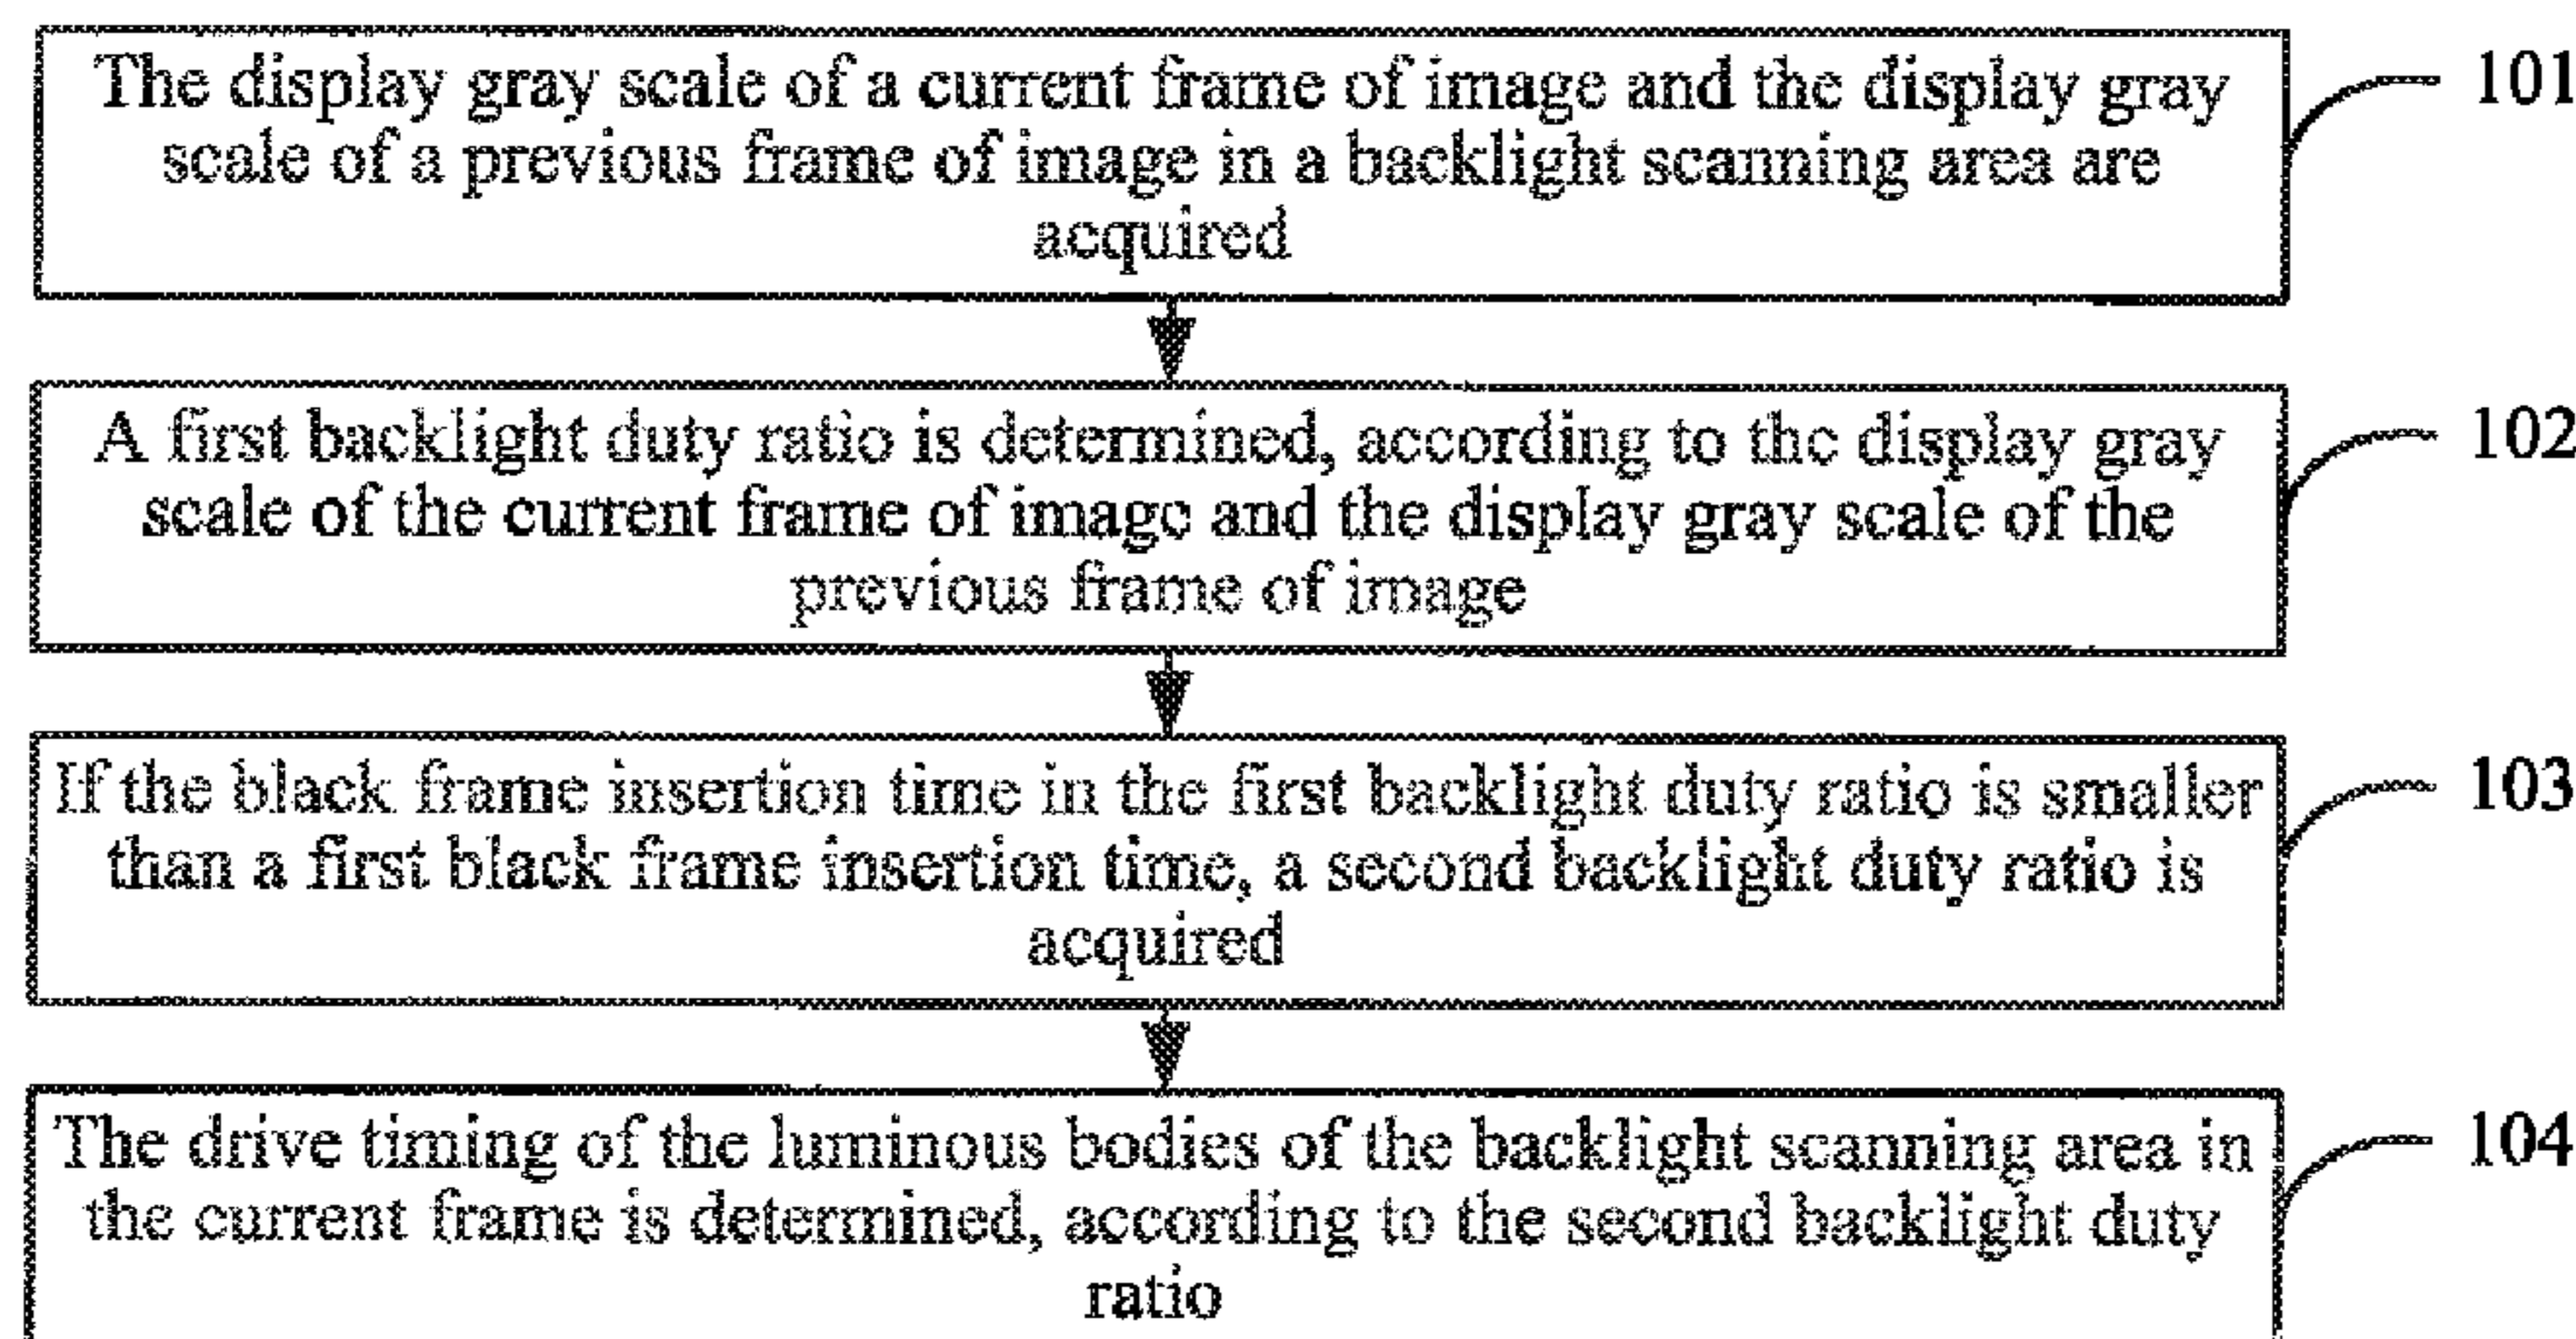 The display gray scale of a current frame of image and the display gray
scale of a previous frame of image in a backlight scanning area are
acquired
101
A first backlight duty ratio is determined, according to the display gray
scale of the current frame of image and the display gray scale of the
previous frame of image
102
If the black frame insertion time in the first backlight duty ratio is smaller
than a first black frame insertion time, a second backlight duty ratio is
acquired
103
The drive timing of the luminous bodies of the backlight scanning area in
the current frame is determined, according to the second backlight duty
ratio
104